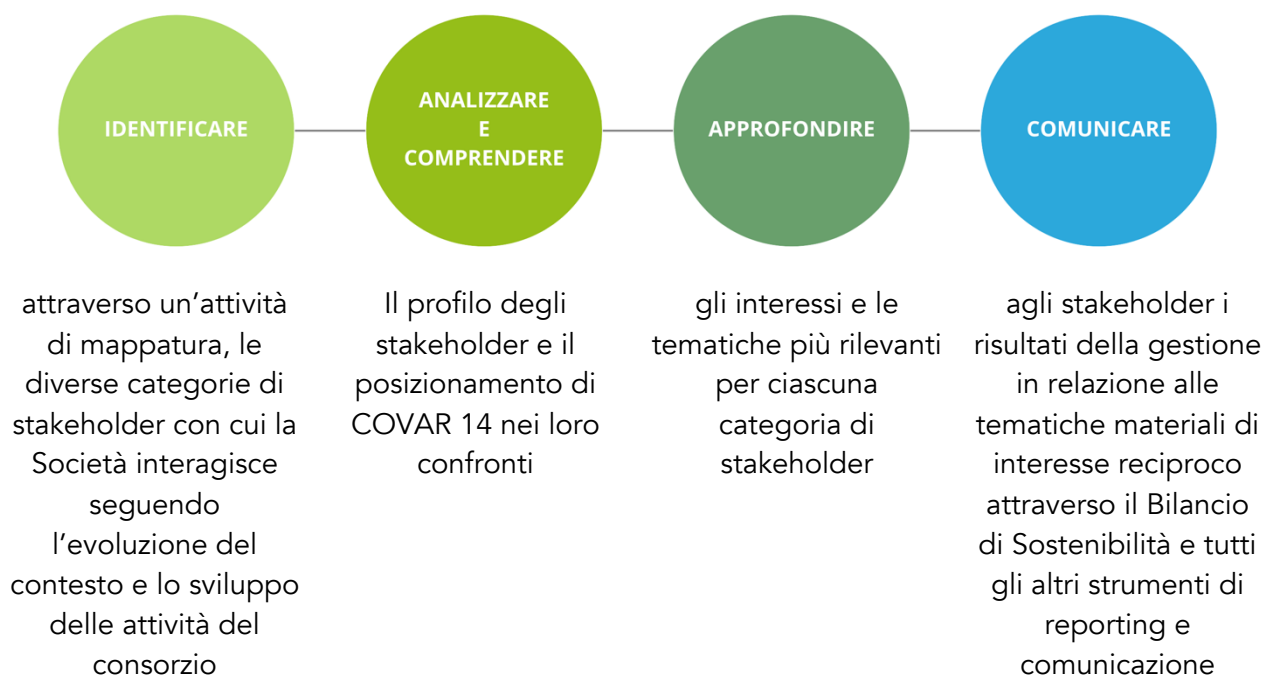 IDENTIFICARE
attraverso un’attività
di mappatura, le
diverse categorie di
stakeholder con cui la
Società interagisce
seguendo
l’evoluzione del
contesto e lo sviluppo
delle attività del
consorzio
ANALIZZARE
E
COMPRENDERE
Il profilo degli
stakeholder e il
posizionamento di
COVAR 14 nei loro
confronti
APPROFONDIRE
gli interessi e le
tematiche più rilevanti
per ciascuna
categoria di
stakeholder
COMUNICARE
agli stakeholder i
risultati della gestione
in relazione alle
tematiche materiali di
interesse reciproco
attraverso il Bilancio
di Sostenibilità e tutti
gli altri strumenti di
reporting e
comunicazione